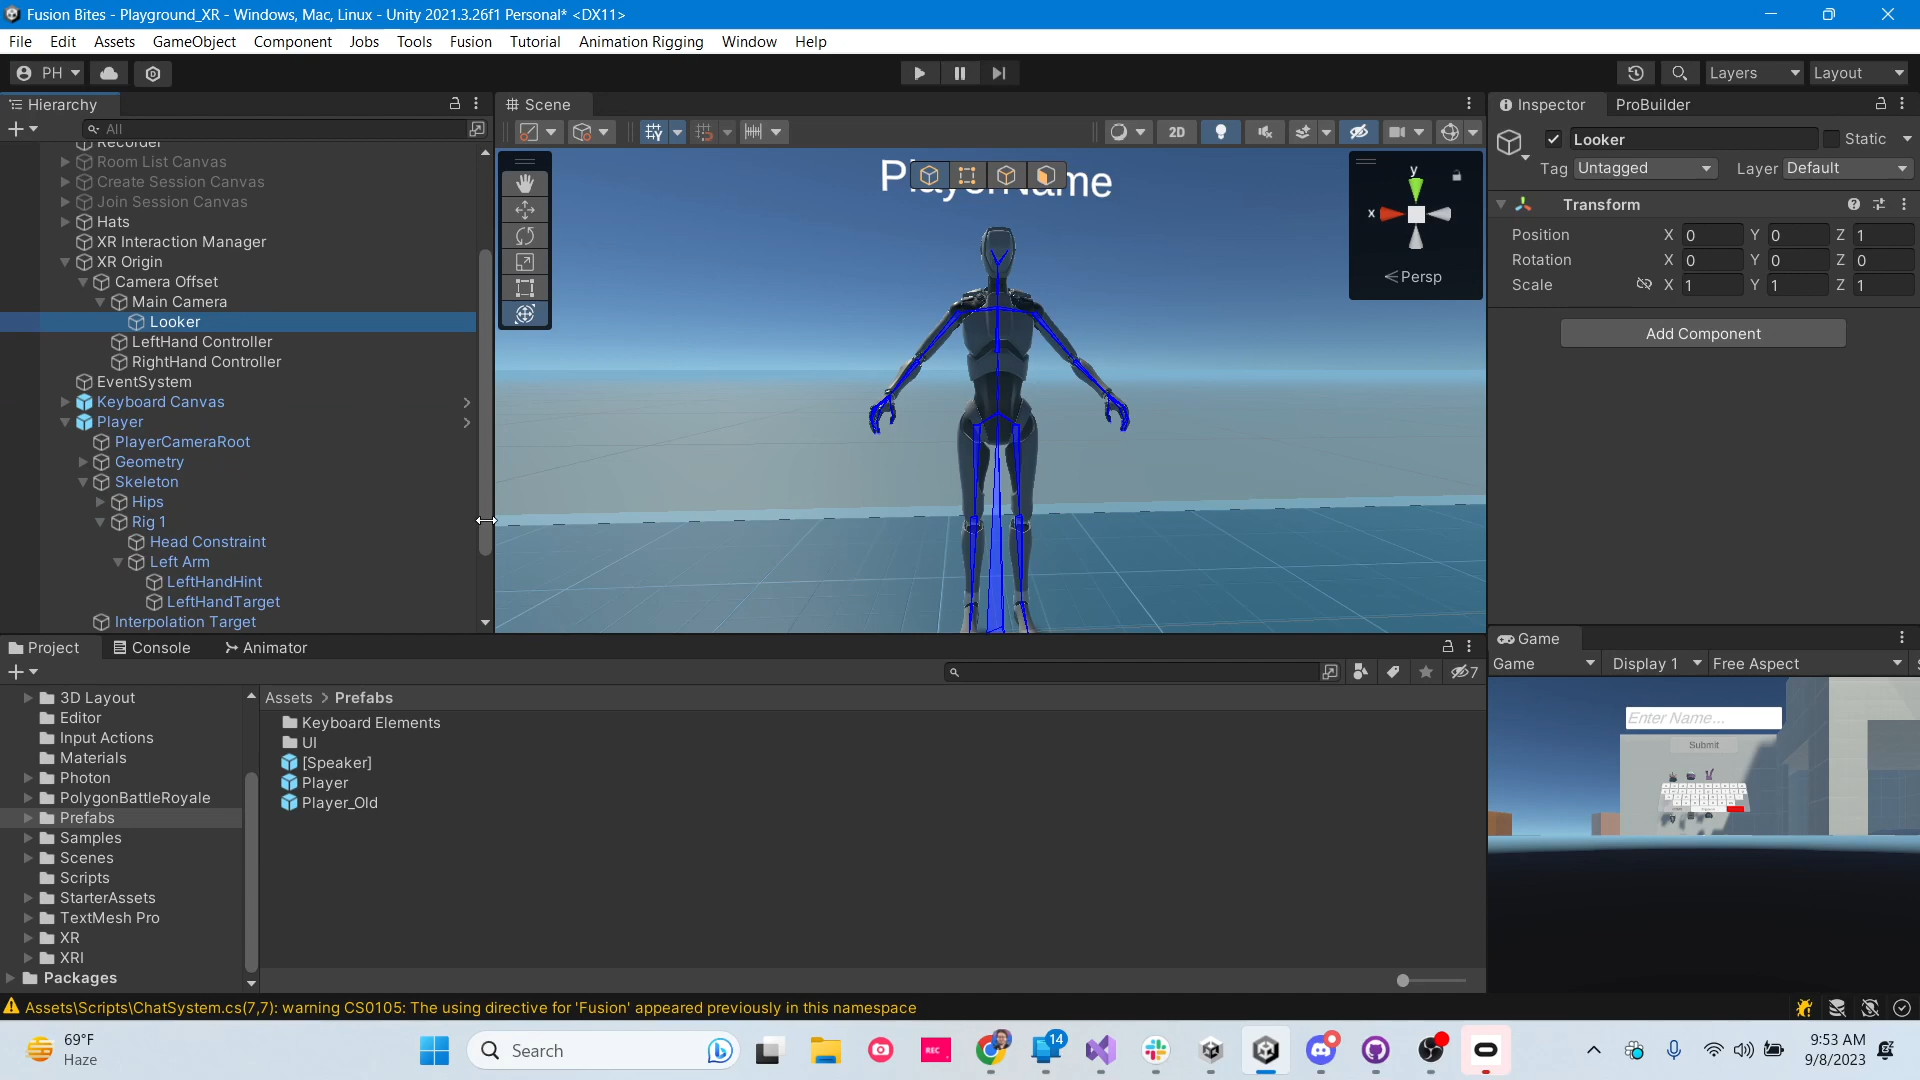 Fusion Bites - Playground_XR - Windows, Mac, Linux - Unity 2021.3.26f1 Personal* <DX11>
File Edit Assets GameObject Component Jobs Tools Fusion Tutorial Animation Rigging Window Help
PH Layers Layout
Hierarchy
All
Recorder
Room List Canvas
Create Session Canvas
Join Session Canvas
Hats
XR Interaction Manager
XR Origin
Camera Offset
Main Camera
Looker
LeftHand Controller
RightHand Controller
EventSystem
Keyboard Canvas
Player
PlayerCameraRoot
Geometry
Skeleton
Hips
Rig 1
Head Constraint
Left Arm
LeftHandHint
LeftHandTarget
Interpolation Target
Scene
2D
PlayerName
y
x
Persp
Inspector ProBuilder
Looker Static
Tag Untagged Layer Default
Transform
Position X 0 Y 0 Z 1
Rotation X 0 Y 0 Z 0
Scale X 1 Y 1 Z 1
Add Component
Project Console Animator
7
3D Layout
Editor
Input Actions
Materials
Photon
PolygonBattleRoyale
Prefabs
Samples
Scenes
Scripts
StarterAssets
TextMesh Pro
XR
XRI
Packages
Assets > Prefabs
Keyboard Elements
UI
[Speaker]
Player
Player_Old
Game
Game Display 1 Free Aspect
Enter Name...
Submit
Assets\Scripts\ChatSystem.cs(7,7): warning CS0105: The using directive for 'Fusion' appeared previously in this namespace
69°F
Haze
Search
REC
14
9:53 AM
9/8/2023